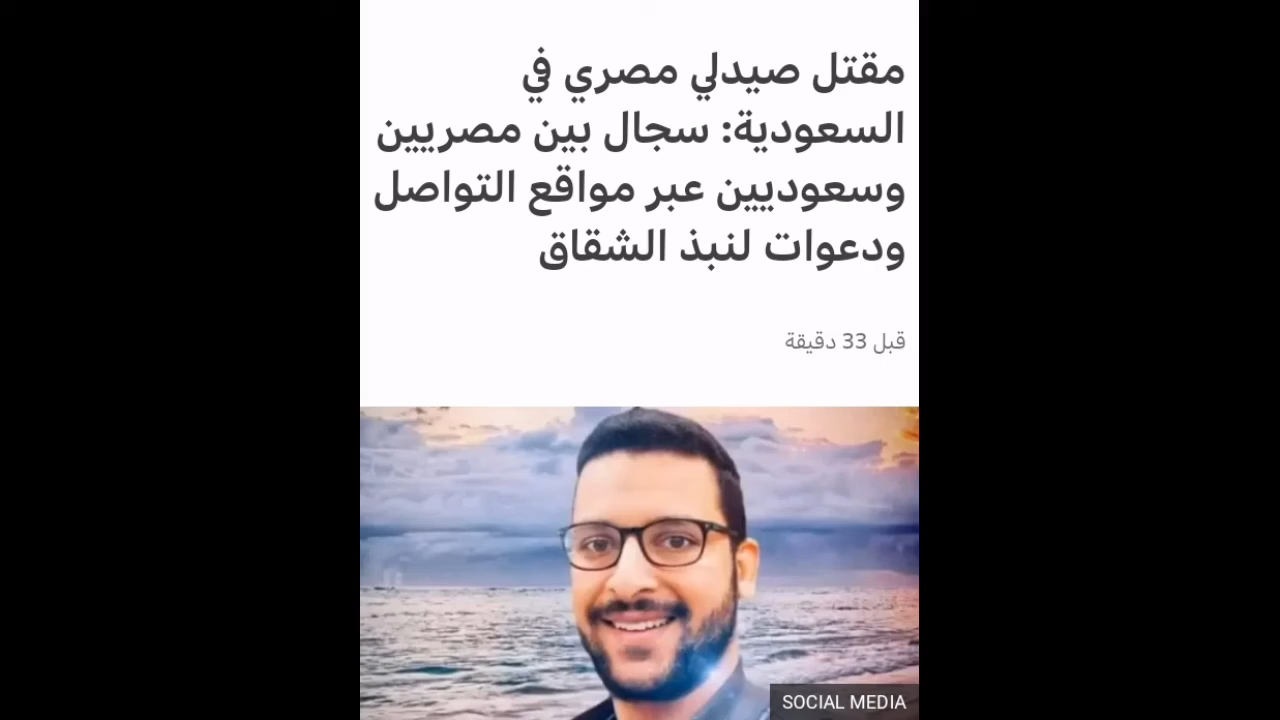 مقتل صيدلي مصري في
السعودية: سجال بين مصريين
وسعوديين عبر مواقع التواصل
ودعوات لنبذ الشقاق
قبل 33 دقيقة
SOCIAL MEDIA